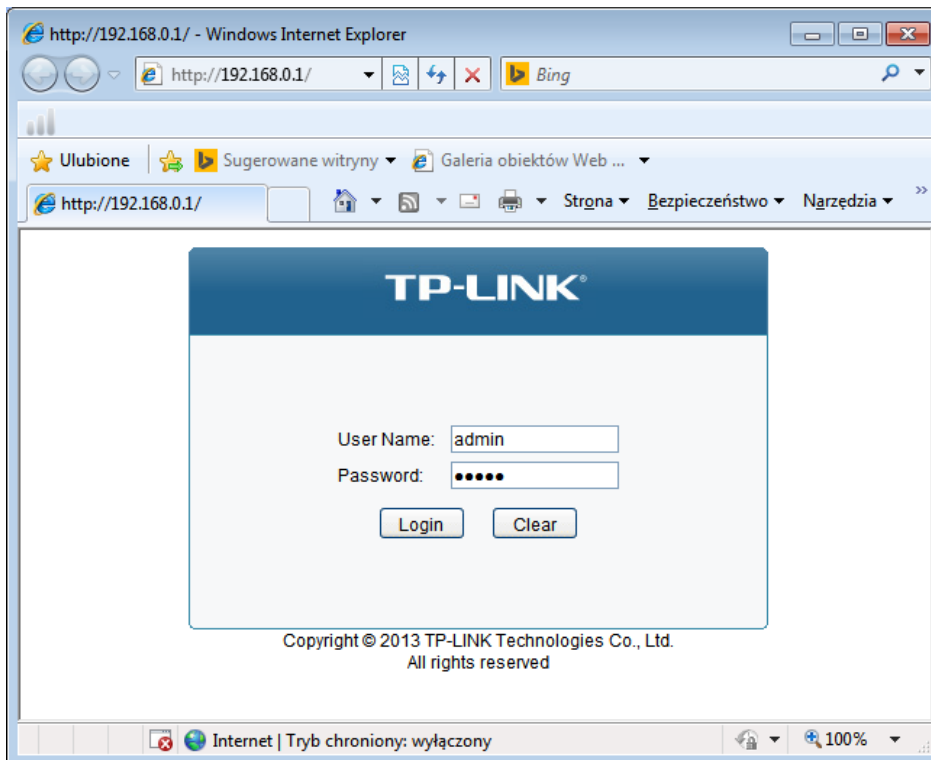 http://192.168.0.1/ - Windows Internet Explorer
http://192.168.0.1/ Bing
Ulubione Sugerowane witryny Galeria obiektów Web ...
http://192.168.0.1/ Strona Bezpieczeństwo Narzędzia »
TP-LINK®
User Name: admin
Password: •••••
Login Clear
Copyright © 2013 TP-LINK Technologies Co., Ltd.
All rights reserved
Internet | Tryb chroniony: wyłączony 100%